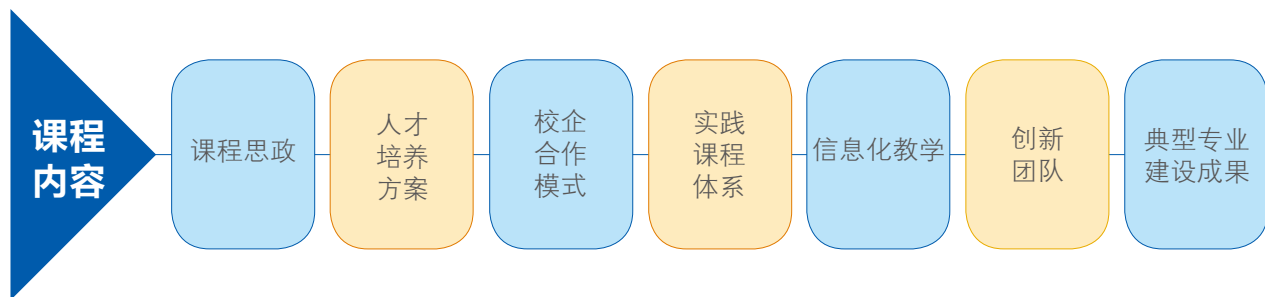 课程
内容
课程思政
人才
培养
方案
校企
合作
模式
实践
课程
体系
信息化教学
创新
团队
典型专业
建设成果